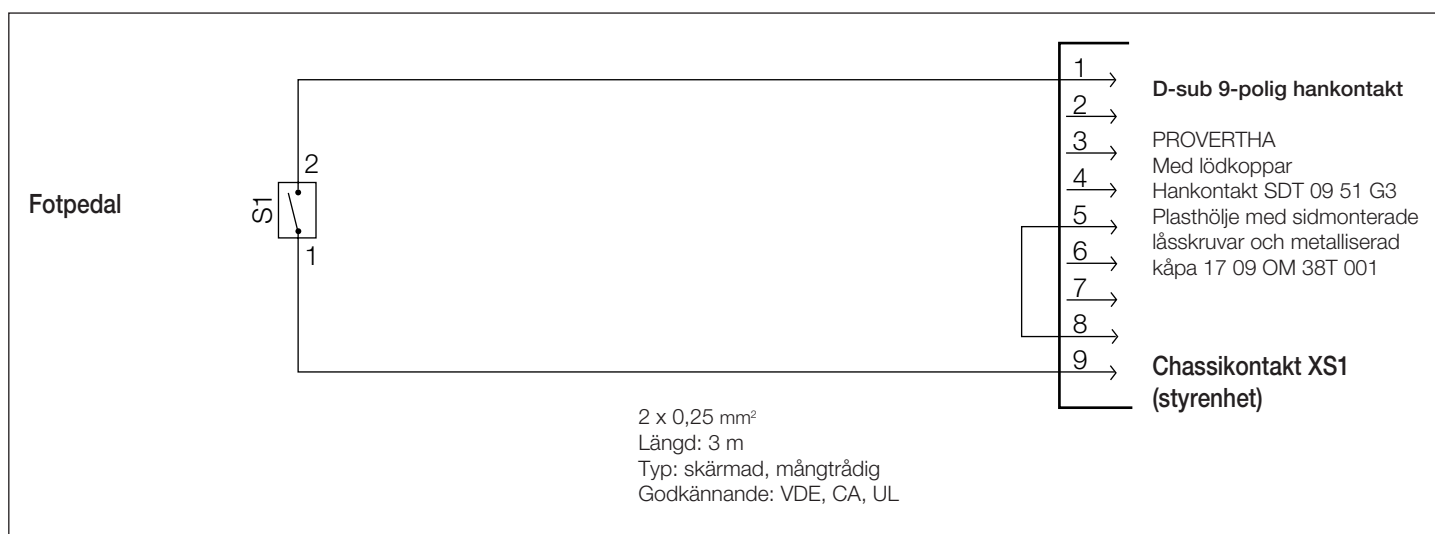 Fotpedal
S1
2
1
1
2
3
4
5
6
7
8
9
D-sub 9-polig hankontakt
PROVERTHA
Med lödkoppar
Hankontakt SDT 09 51 G3
Plasthölje med sidmonterade
låsskruvar och metalliserad
kåpa 17 09 OM 38T 001
Chassikontakt XS1
(styrenhet)
2 x 0,25 mm²
Längd: 3 m
Typ: skärmad, mångtrådig
Godkännande: VDE, CA, UL